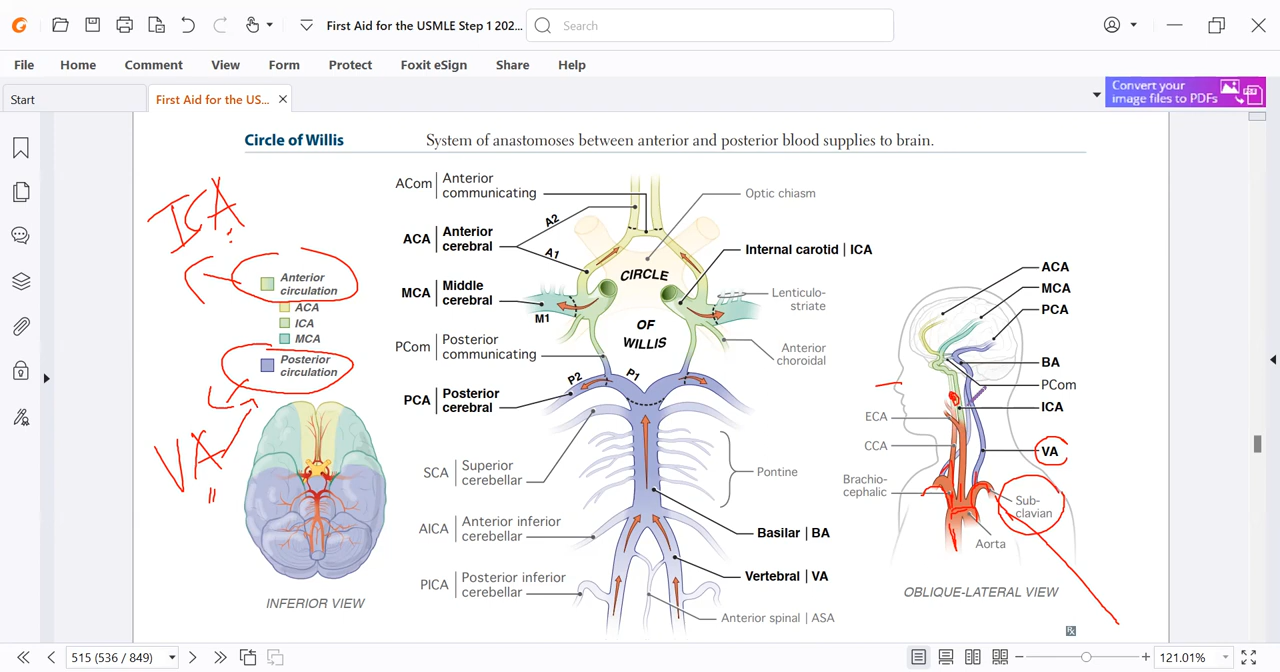 First Aid for the USMLE Step 1 202...
Search
File Home Comment View Form Protect Foxit eSign Share Help
Start
First Aid for the US...
Convert your
image files to PDFs
Circle of Willis
System of anastomoses between anterior and posterior blood supplies to brain.
ICA
Anterior
circulation
ACA
ICA
MCA
Posterior
circulation
VA
INFERIOR VIEW
ACom
Anterior
communicating
ACA
Anterior
cerebral
MCA
Middle
cerebral
PCom
Posterior
communicating
PCA
Posterior
cerebral
SCA
Superior
cerebellar
AICA
Anterior inferior
cerebellar
PICA
Posterior inferior
cerebellar
A2
A1
M1
P2
P1
CIRCLE
OF
WILLIS
Optic chiasm
Internal carotid | ICA
Lenticulo-
striate
Anterior
choroidal
Pontine
Basilar | BA
Vertebral | VA
Anterior spinal | ASA
ACA
MCA
PCA
BA
PCom
ICA
VA
ECA
CCA
Brachio-
cephalic
Sub-
clavian
Aorta
OBLIQUE-LATERAL VIEW
515 (536 / 849)
121.01%